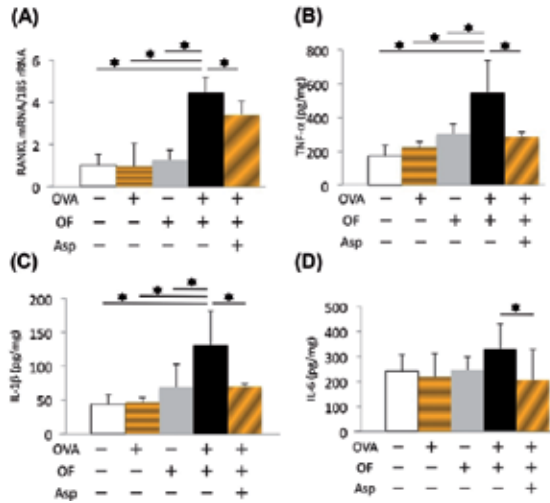 (A)
RANKL mRNA/18S rRNA
6
4
2
0
OVA − + − + +
OF − − + + +
Asp − − − − +
(B)
TNF-α (pg/mg)
800
600
400
200
0
OVA − + − + +
OF − − + + +
Asp − − − − +
(C)
IL-1β (pg/mg)
200
150
100
50
0
OVA − + − + +
OF − − + + +
Asp − − − − +
(D)
IL-6 (pg/mg)
500
400
300
200
100
0
OVA − + − + +
OF − − + + +
Asp − − − − +